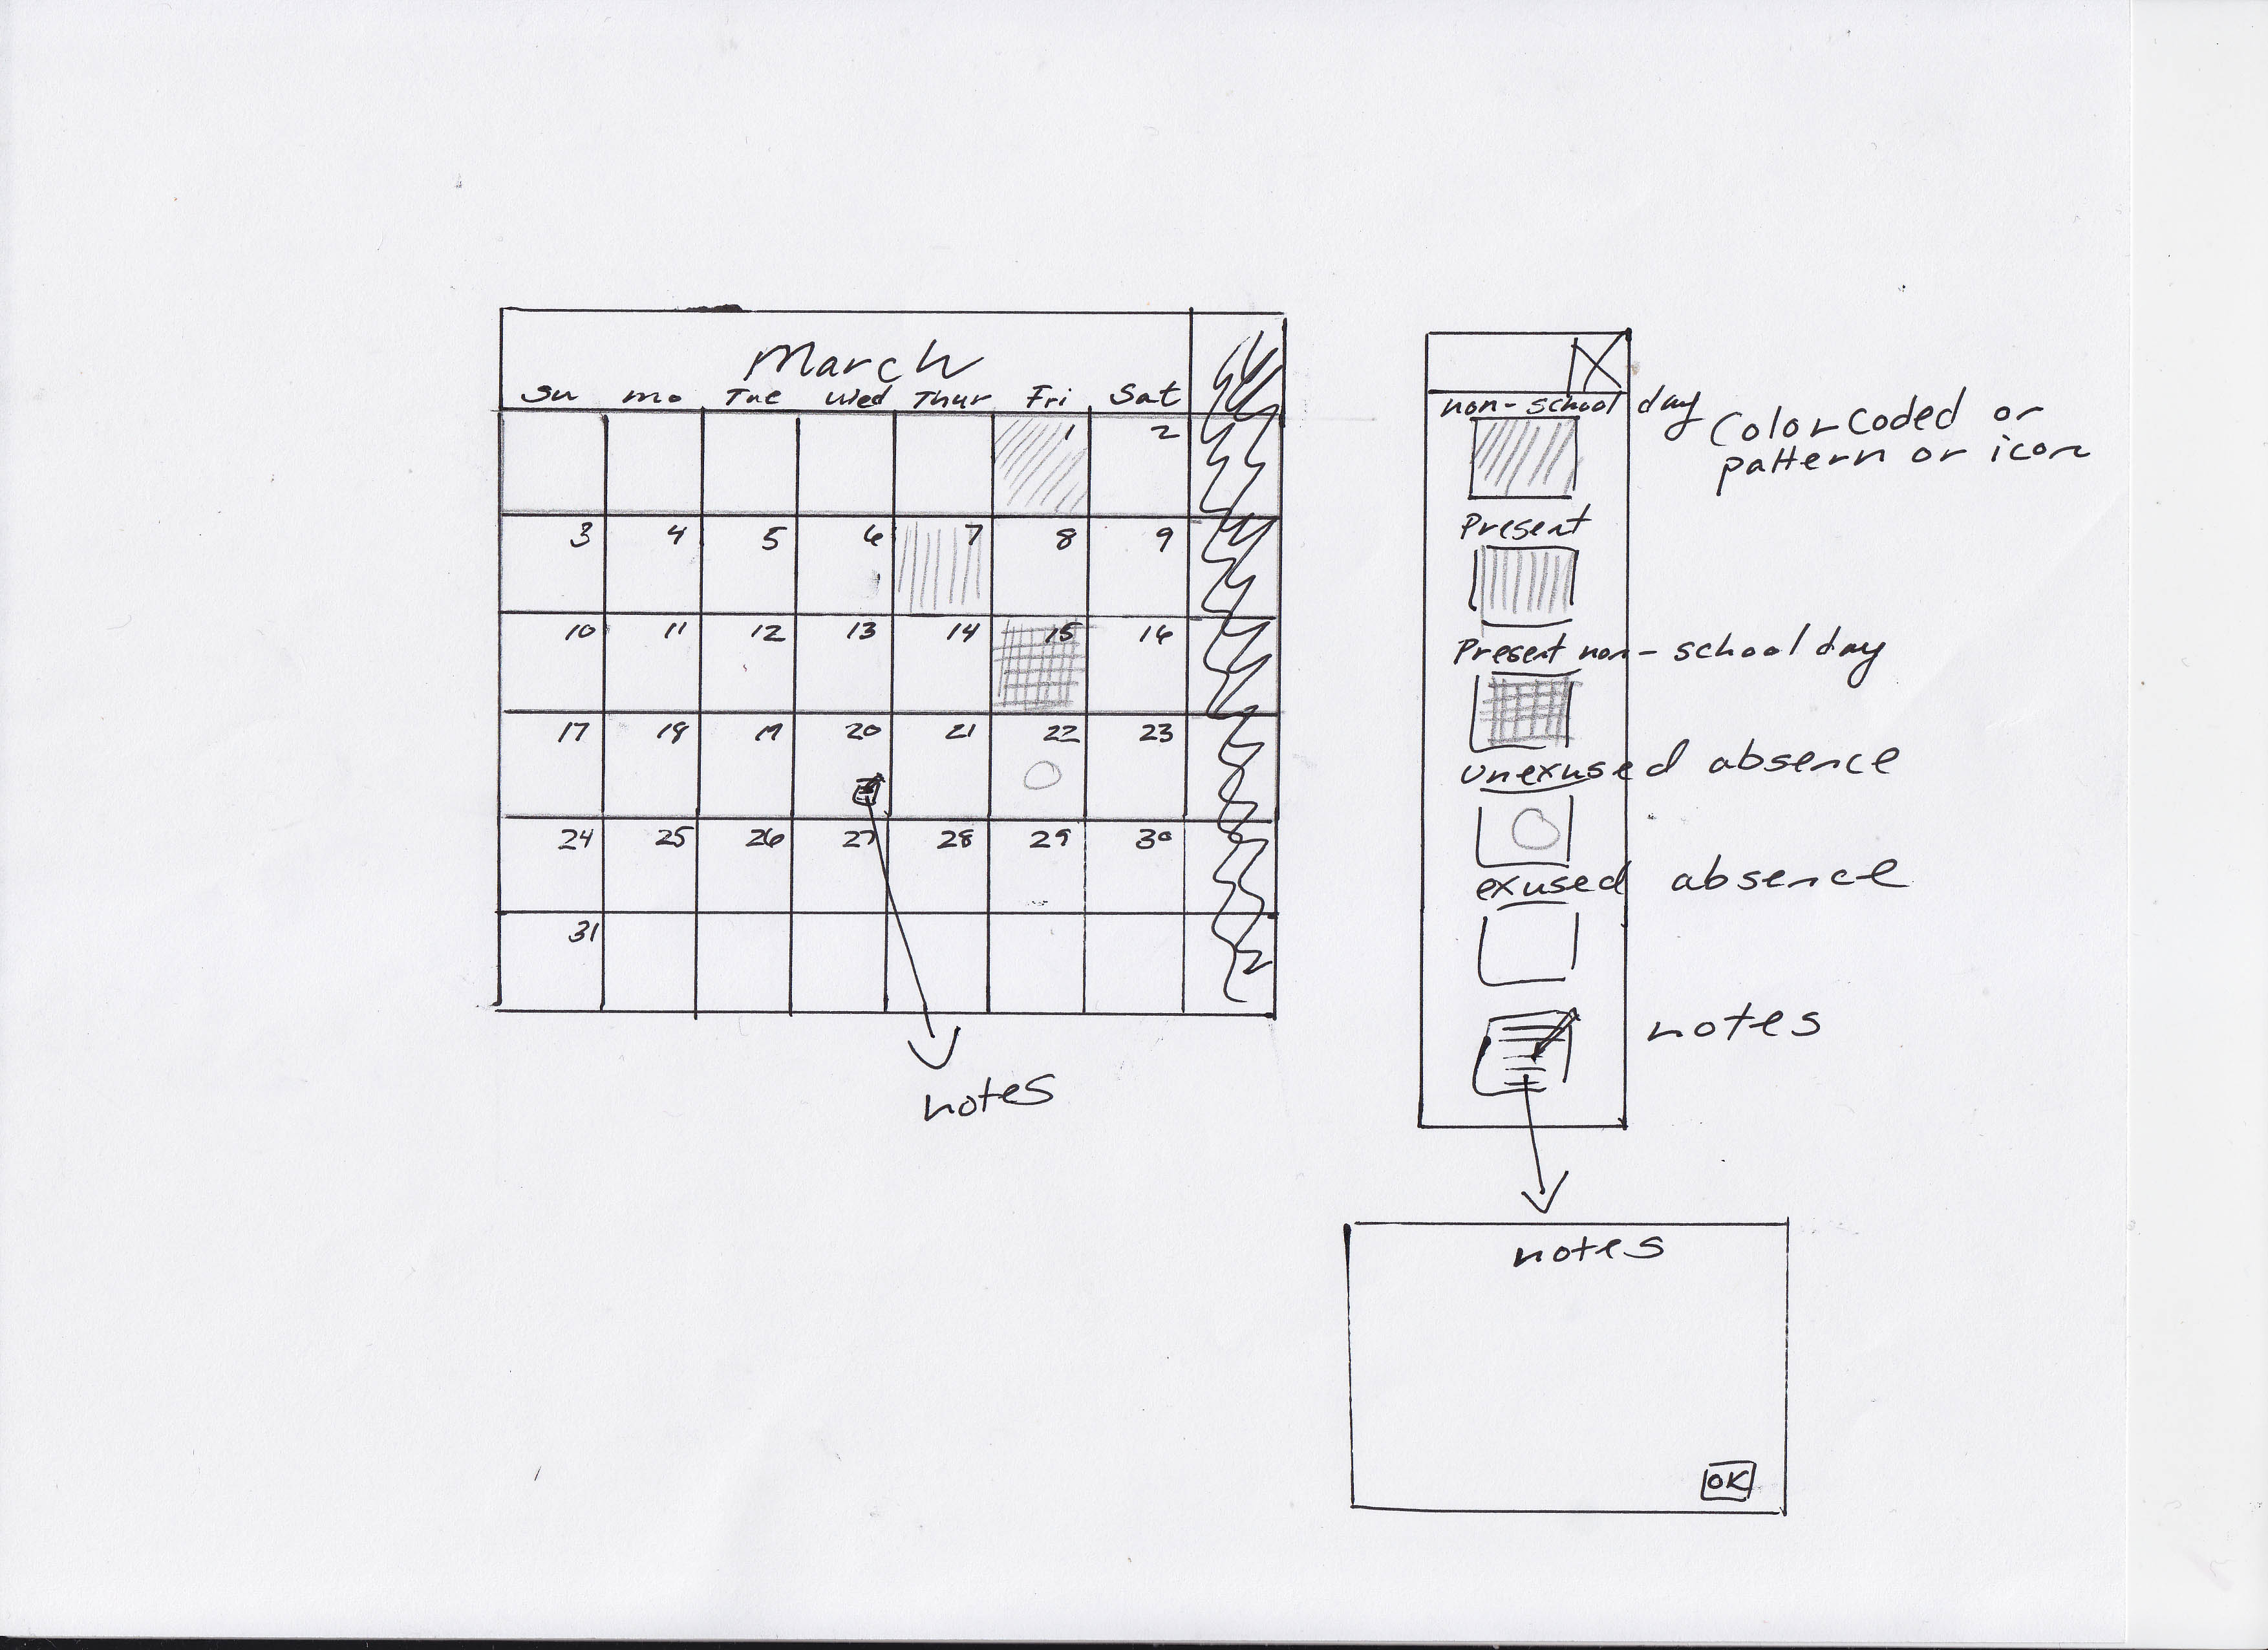 March
Su mo Tue Wed Thur Fri Sat
1 2
3 4 5 6 7 8 9
10 11 12 13 14 15 16
17 18 19 20 21 22 23
24 25 26 27 28 29 30
31
notes
X
non-school day
Color Coded or
pattern or icon
Present
Present non-school day
unexused absence
exused absence
notes
notes
OK